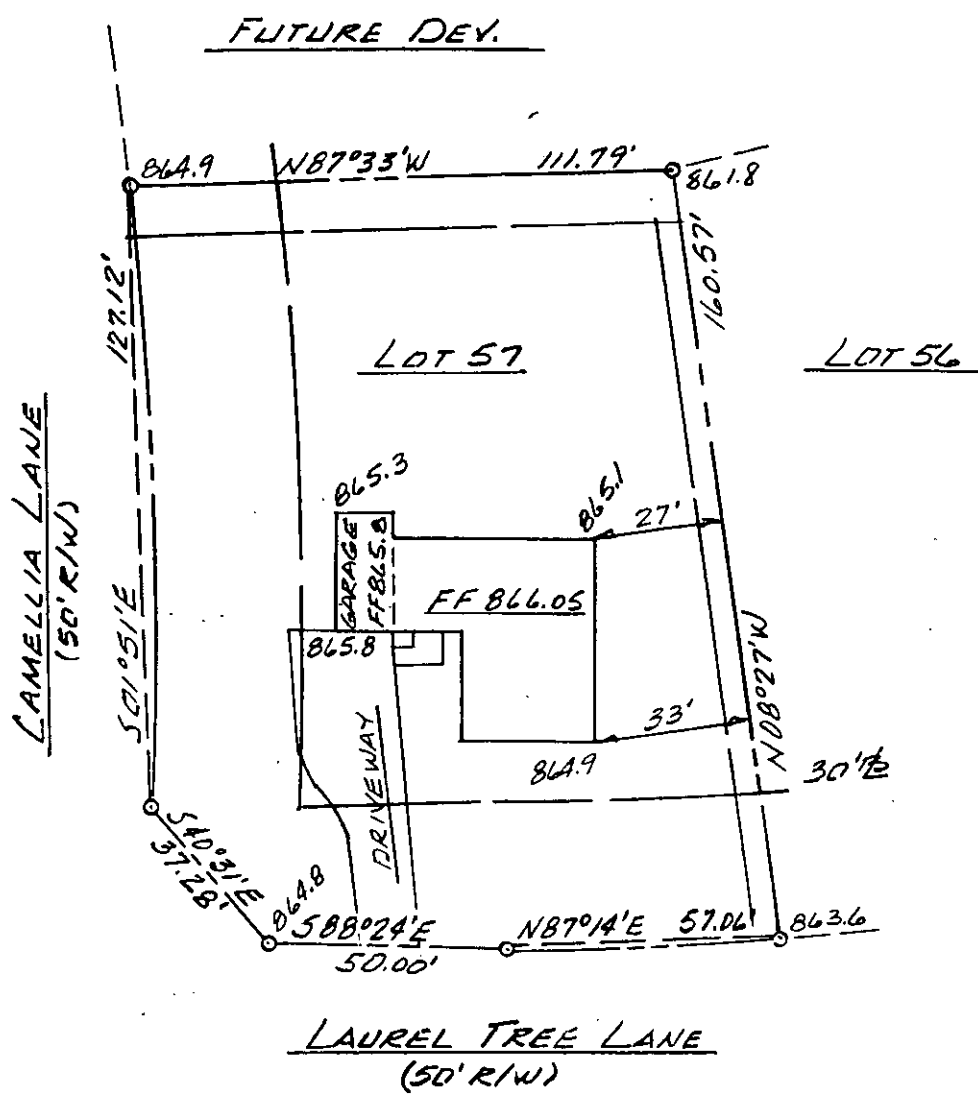 FUTURE DEV.
864.9
N87°33'W
111.79'
861.8
127.12'
160.57'
LOT 57
LOT 56
CAMELLIA LANE
(50' R/W)
865.3
865.1
27'
GARAGE
FF865.8
FF 866.05
865.8
S01°51'E
33'
N08°27'W
864.9
30'
DRIVEWAY
S40°31'E
37.28'
864.8
S88°24'E
50.00'
N87°14'E
57.06'
863.6
LAUREL TREE LANE
(50' R/W)